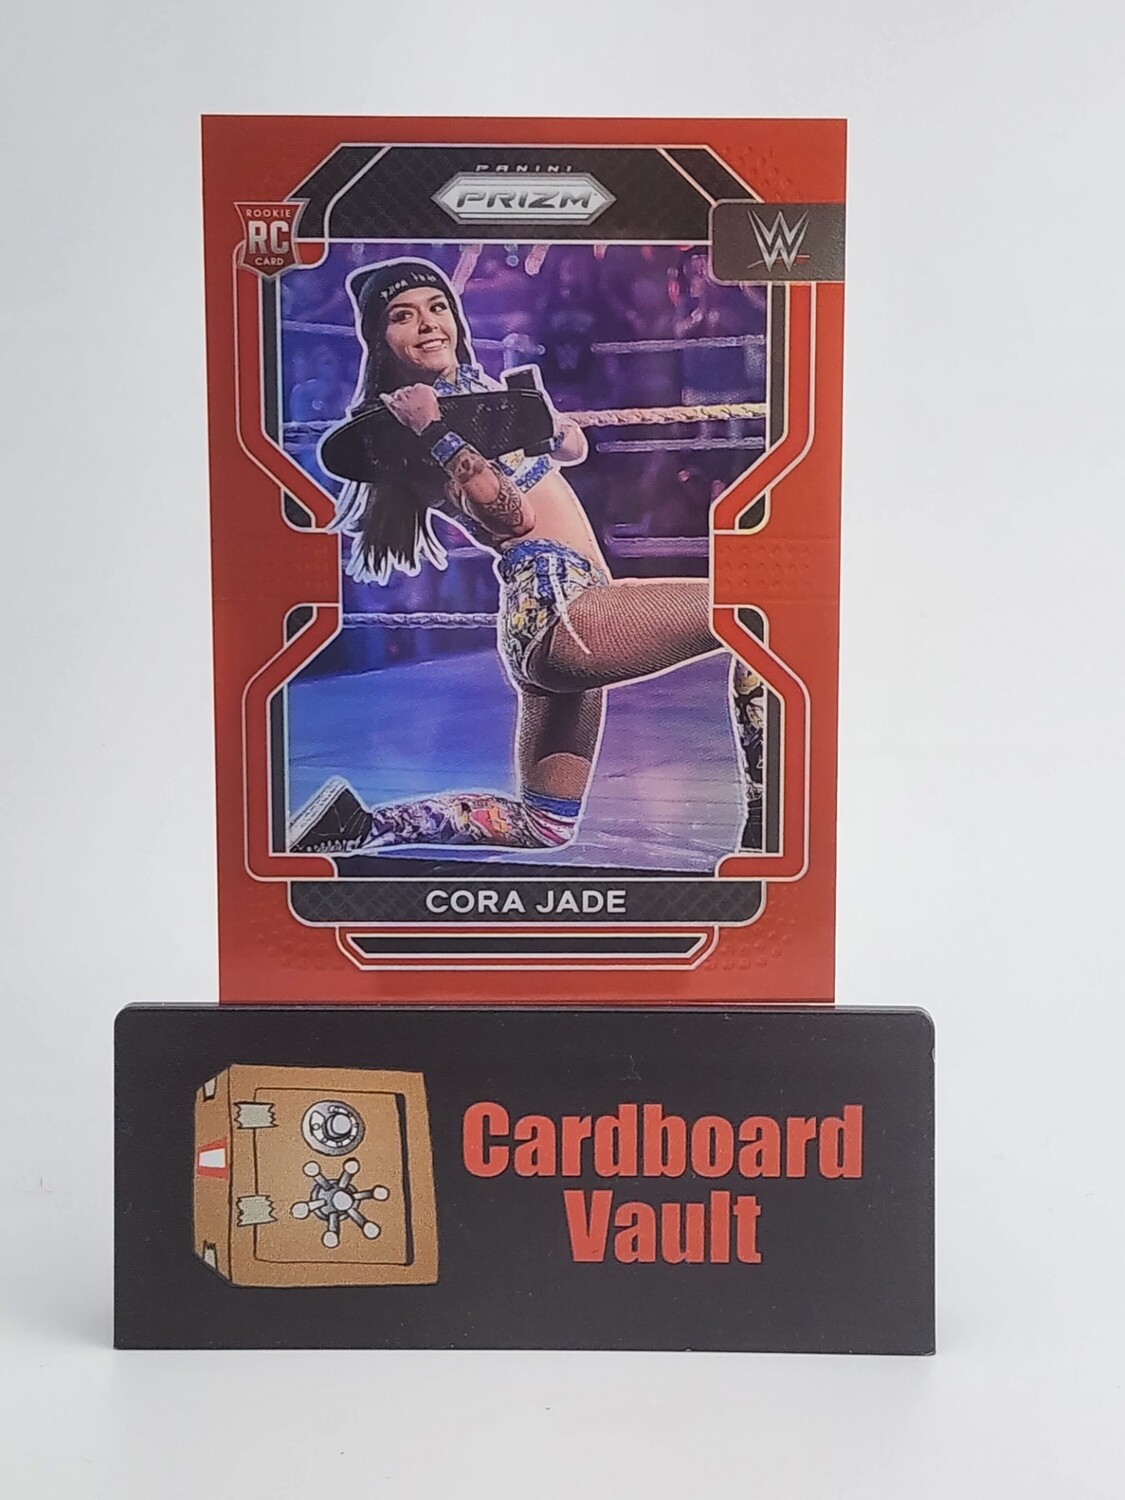 PANINI
PRIZM
ROOKIE
RC
CARD
W
CORA JADE
Cardboard
Vault